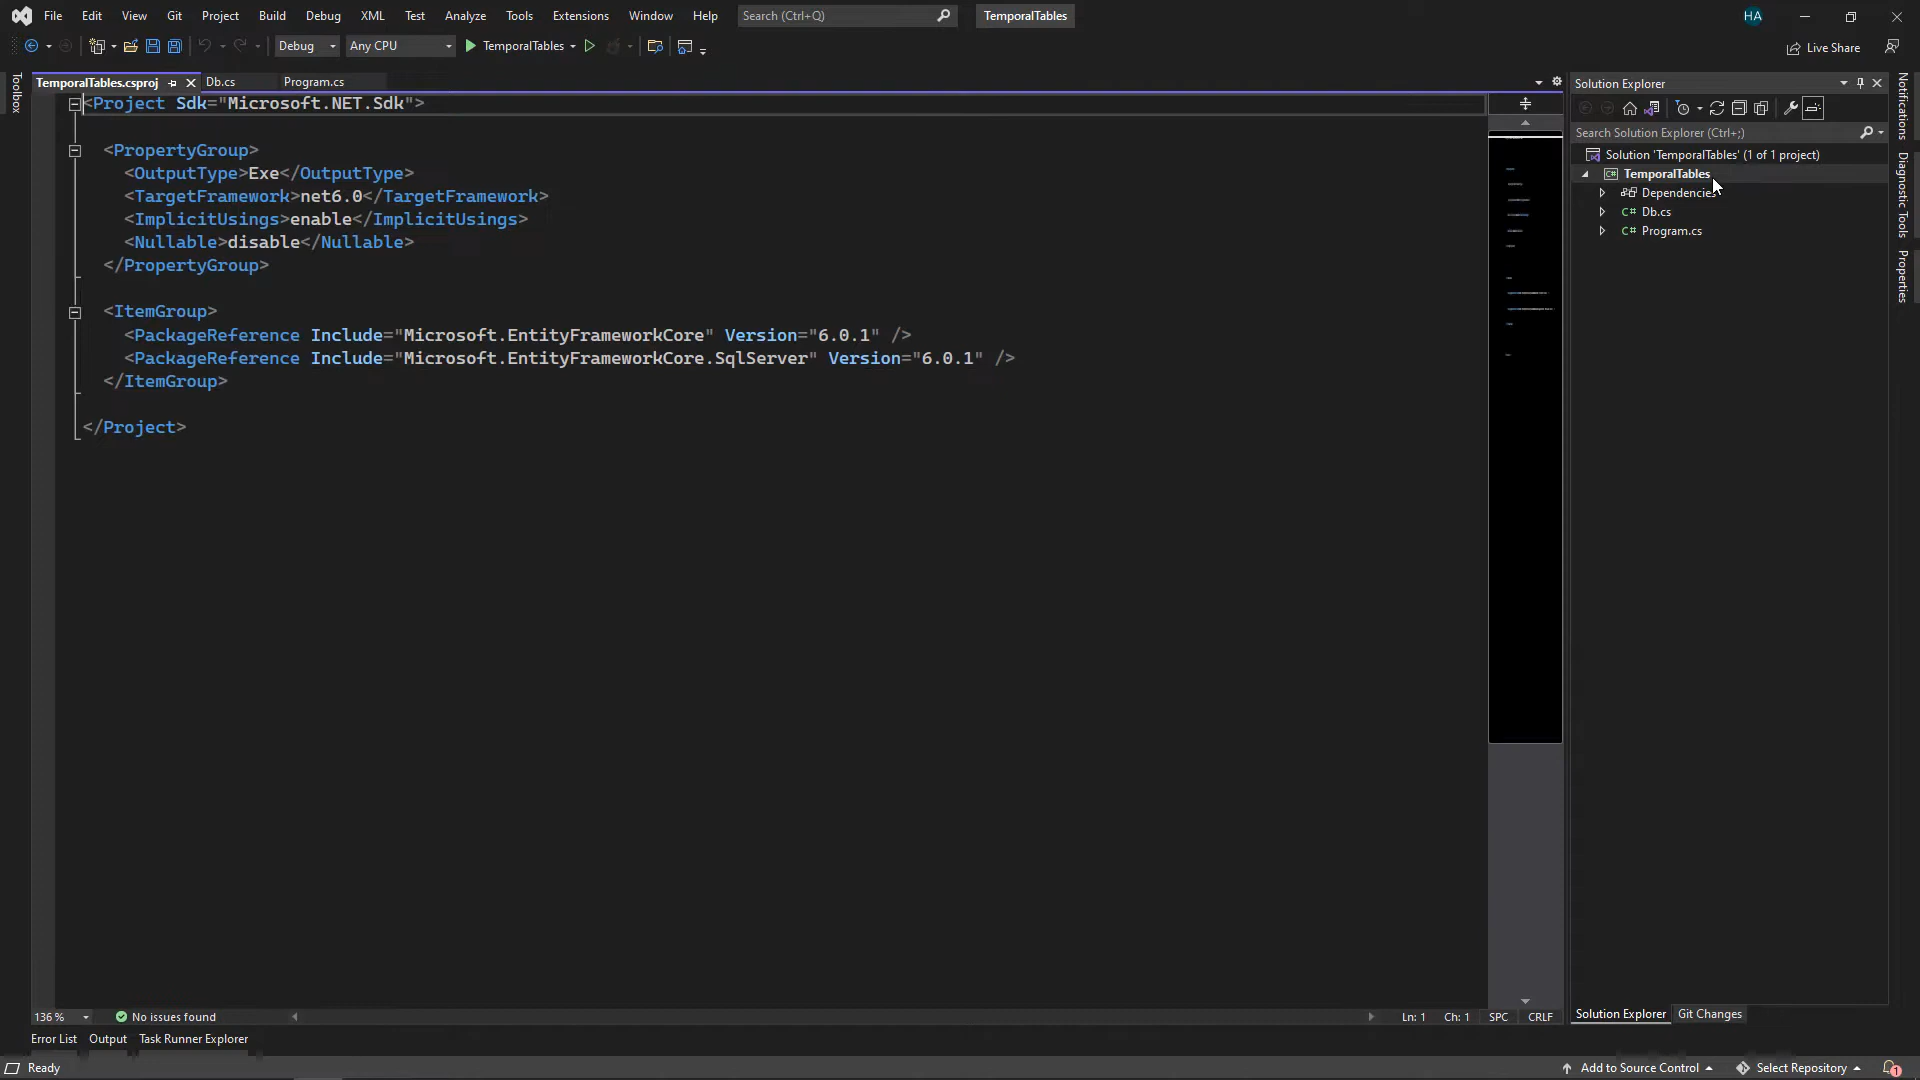 File Edit View Git Project Build Debug XML Test Analyze Tools Extensions Window Help Search (Ctrl+Q) TemporalTables HA
Debug Any CPU TemporalTables Live Share
TemporalTables.csproj Db.cs Program.cs
Toolbox
<Project Sdk="Microsoft.NET.Sdk">
<PropertyGroup>
<OutputType>Exe</OutputType>
<TargetFramework>net6.0</TargetFramework>
<ImplicitUsings>enable</ImplicitUsings>
<Nullable>disable</Nullable>
</PropertyGroup>
<ItemGroup>
<PackageReference Include="Microsoft.EntityFrameworkCore" Version="6.0.1" />
<PackageReference Include="Microsoft.EntityFrameworkCore.SqlServer" Version="6.0.1" />
</ItemGroup>
</Project>
Solution Explorer
Search Solution Explorer (Ctrl+;)
Solution 'TemporalTables' (1 of 1 project)
TemporalTables
Dependencies
C# Db.cs
C# Program.cs
Notifications
Diagnostic Tools
Properties
136 % No issues found Ln: 1 Ch: 1 SPC CRLF
Solution Explorer Git Changes
Error List Output Task Runner Explorer
Ready Add to Source Control Select Repository 1